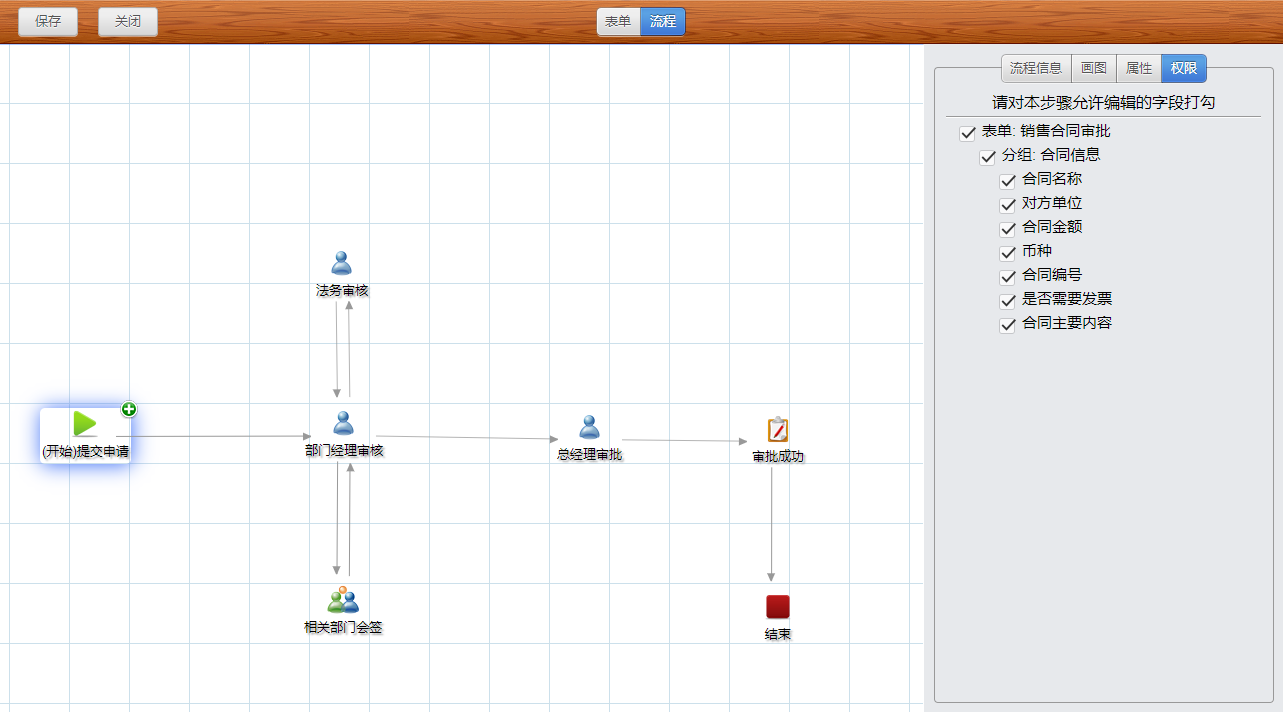 保存
关闭
表单
流程
流程信息
画图
属性
权限
请对本步骤允许编辑的字段打勾
表单: 销售合同审批
分组: 合同信息
合同名称
对方单位
合同金额
币种
合同编号
是否需要发票
合同主要内容
法务审核
(开始)提交申请
部门经理审核
总经理审批
审批成功
相关部门会签
结束